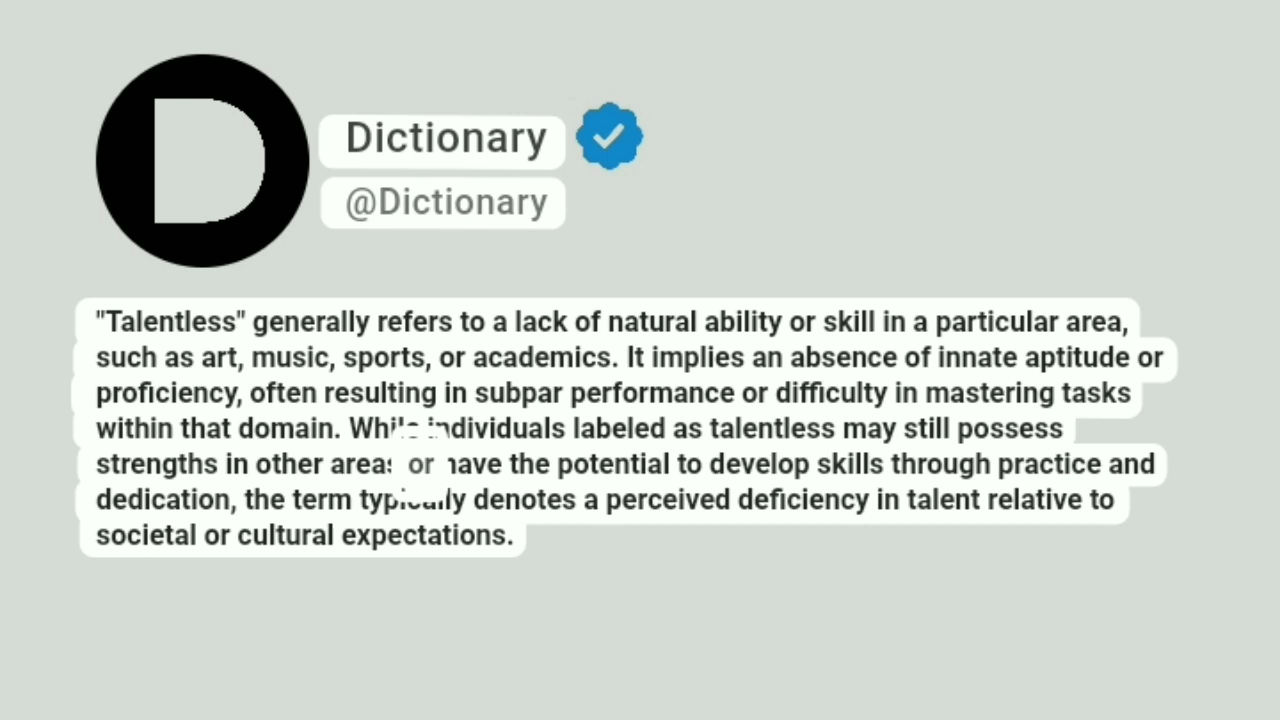 Dictionary
@Dictionary
"Talentless" generally refers to a lack of natural ability or skill in a particular area,
such as art, music, sports, or academics. It implies an absence of innate aptitude or
proficiency, often resulting in subpar performance or difficulty in mastering tasks
within that domain. While individuals labeled as talentless may still possess
strengths in other areas or have the potential to develop skills through practice and
dedication, the term typically denotes a perceived deficiency in talent relative to
societal or cultural expectations.